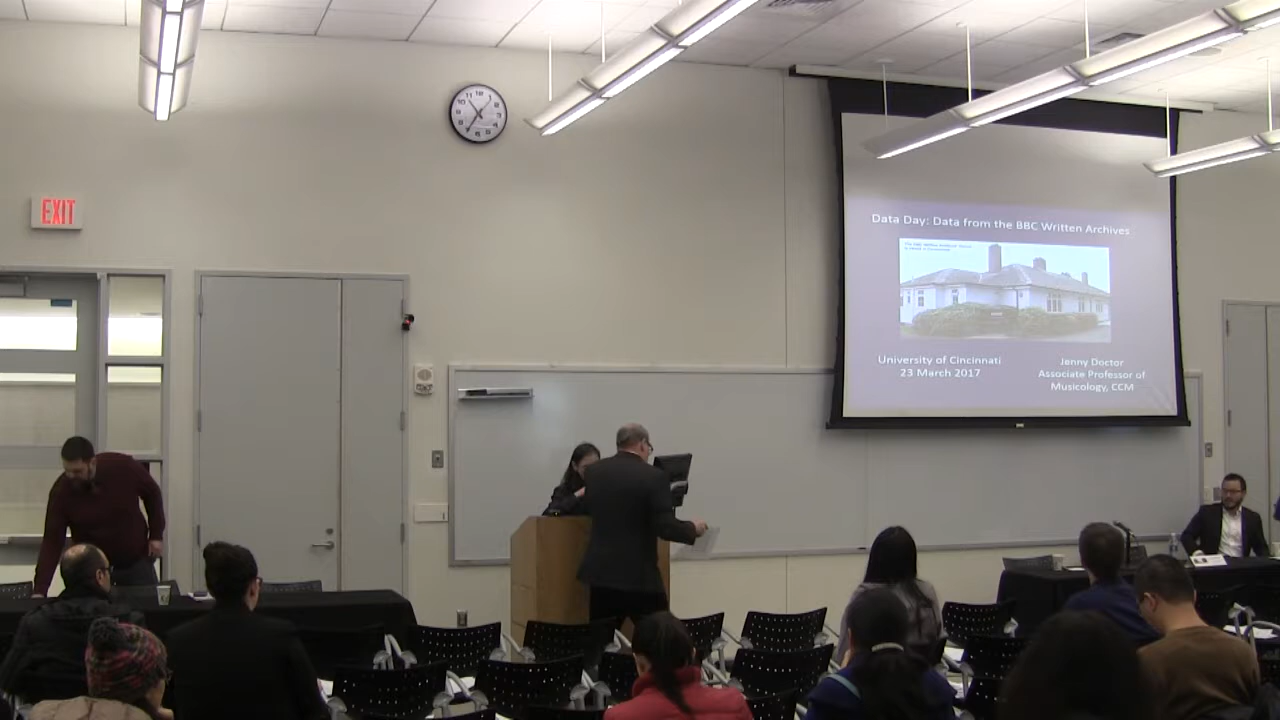 EXIT
Data Day: Data from the BBC Written Archives
University of Cincinnati
23 March 2017
Jenny Doctor
Associate Professor of
Musicology, CCM